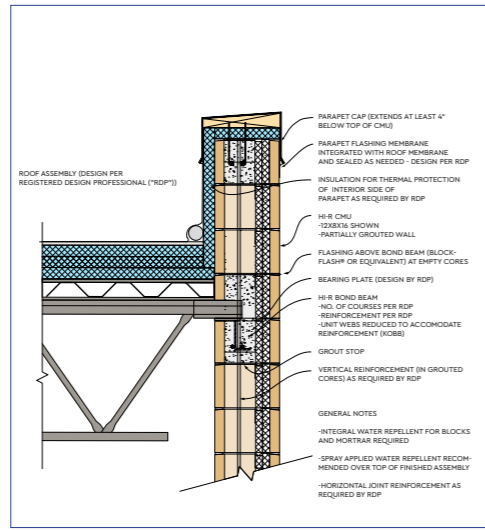 ROOF ASSEMBLY (DESIGN PER
REGISTERED DESIGN PROFESSIONAL ("RDP"))
PARAPET CAP (EXTENDS AT LEAST 4"
BELOW TOP OF CMU)
PARAPET FLASHING MEMBRANE
INTEGRATED WITH ROOF MEMBRANE
AND SEALED AS NEEDED - DESIGN PER RDP
INSULATION FOR THERMAL PROTECTION
OF INTERIOR SIDE OF
PARAPET AS REQUIRED BY RDP
HI-R CMU
-12X8X16 SHOWN
-PARTIALLY GROUTED WALL
FLASHING ABOVE BOND BEAM (BLOCK-
FLASH® OR EQUIVALENT) AT EMPTY CORES
BEARING PLATE (DESIGN BY RDP)
HI-R BOND BEAM
-NO. OF COURSES PER RDP
-REINFORCEMENT PER RDP
-UNIT WEBS REDUCED TO ACCOMODATE
REINFORCEMENT (KOBB)
GROUT STOP
VERTICAL REINFORCEMENT (IN GROUTED
CORES) AS REQUIRED BY RDP
GENERAL NOTES
-INTEGRAL WATER REPELLENT FOR BLOCKS
AND MORTRAR REQUIRED
-SPRAY APPLIED WATER REPELLENT RECOM-
MENDED OVER TOP OF FINISHED ASSEMBLY
-HORIZONTAL JOINT REINFORCEMENT AS
REQUIRED BY RDP